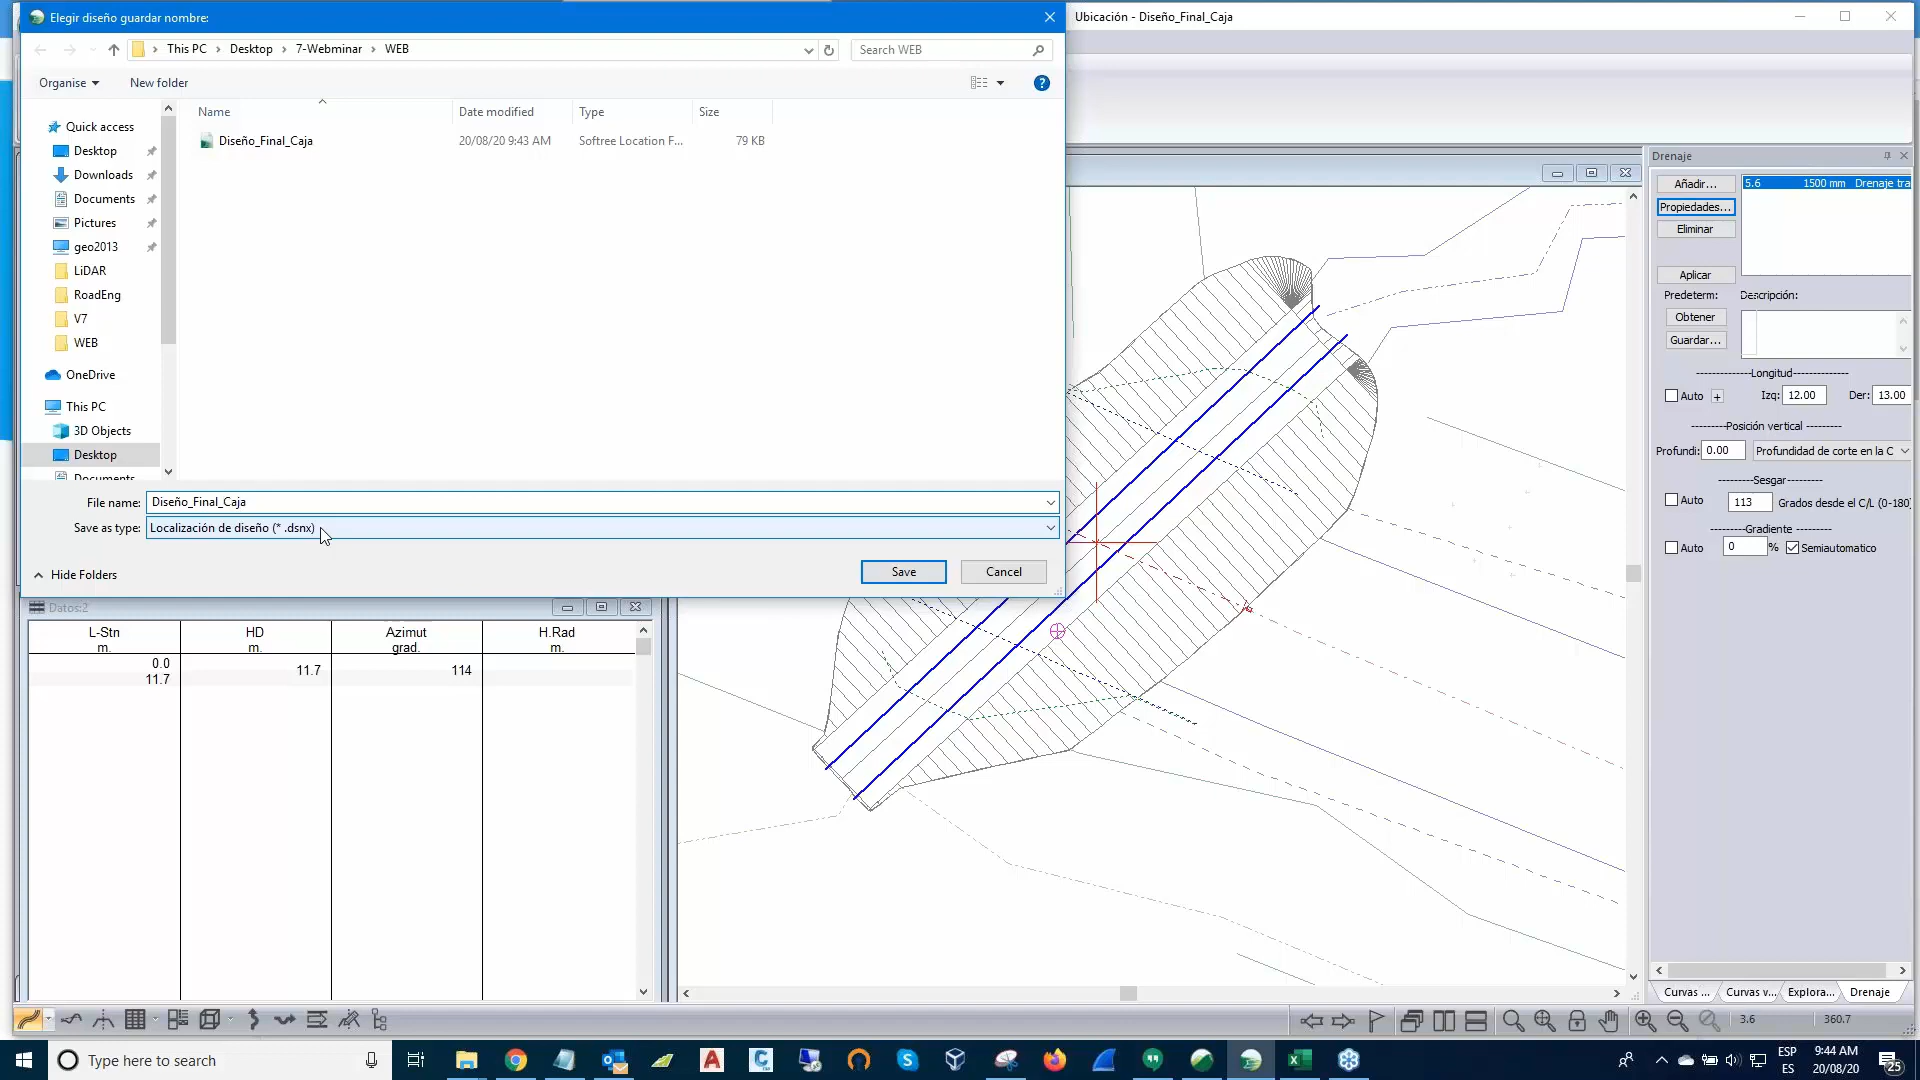 Elegir diseño guardar nombre:
Ubicación - Diseño_Final_Caja
This PC
Desktop
7-Webminar
WEB
Search WEB
Organise
New folder
Name
Date modified
Type
Size
Diseño_Final_Caja
20/08/20 9:43 AM
Softree Location F...
79 KB
Quick access
Desktop
Downloads
Documents
Pictures
geo2013
LiDAR
RoadEng
V7
WEB
OneDrive
This PC
3D Objects
Desktop
Documents
File name:
Diseño_Final_Caja
Save as type:
Localización de diseño (* .dsnx)
Hide Folders
Save
Cancel
Drenaje
Añadir...
5.6 1500 mm Drenaje tra
Propiedades...
Eliminar
Aplicar
Predeterm:
Descripción:
Obtener
Guardar...
--------------Longitud--------------
Auto
+
Izq: 12.00
Der: 13.00
---------Posición vertical ---------
Profundi: 0.00
Profundidad de corte en la C
---------Sesgar---------
Auto
113
Grados desde el C/L (0-180)
---------Gradiente ---------
Auto
0
%
Semiautomatico
Curvas ...
Curvas v...
Explora...
Drenaje
Datos:2
L-Stn
m.
HD
m.
Azimut
grad.
H.Rad
m.
0.0
11.7
11.7
114
3.6
360.7
Type here to search
ESP
ES
9:44 AM
20/08/20
25